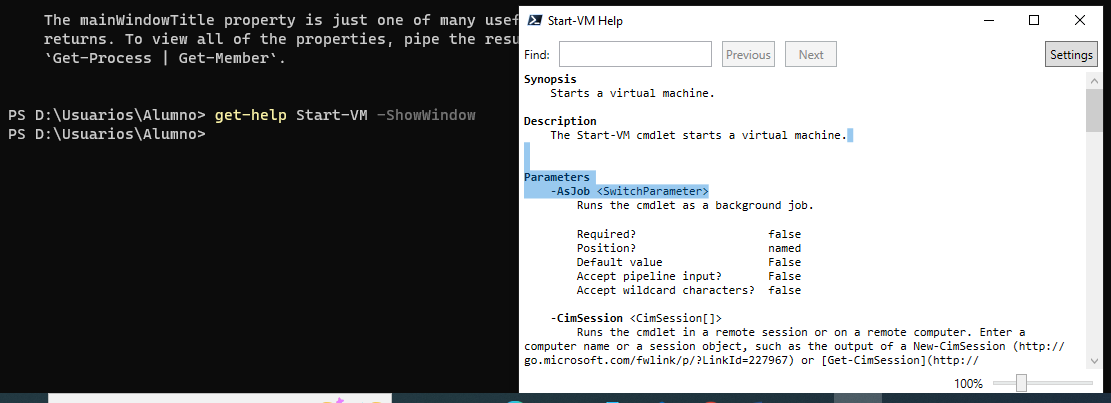 The mainWindowTitle property is just one of many
returns. To view all of the properties, pipe the
`Get-Process | Get-Member`.
PS D:\Usuarios\Alumno> get-help Start-VM -ShowWindow
PS D:\Usuarios\Alumno>
Start-VM Help
Find: Previous Next Settings
Synopsis
Starts a virtual machine.
Description
The Start-VM cmdlet starts a virtual machine.
Parameters
-AsJob <SwitchParameter>
Runs the cmdlet as a background job.
Required? false
Position? named
Default value False
Accept pipeline input? False
Accept wildcard characters? false
-CimSession <CimSession[]>
Runs the cmdlet in a remote session or on a remote computer. Enter a
computer name or a session object, such as the output of a New-CimSession (http://
go.microsoft.com/fwlink/p/?LinkId=227967) or [Get-CimSession](http://
100%